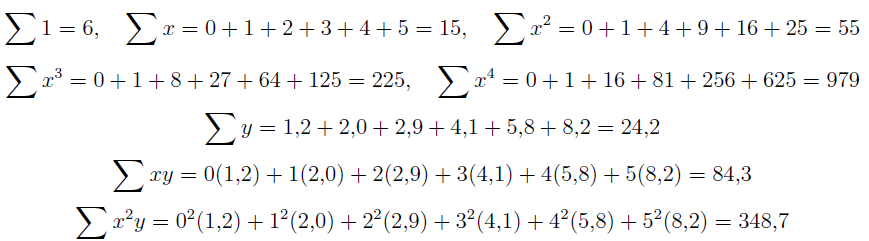 ∑ 1 = 6, ∑ x = 0 + 1 + 2 + 3 + 4 + 5 = 15, ∑ x² = 0 + 1 + 4 + 9 + 16 + 25 = 55
∑ x³ = 0 + 1 + 8 + 27 + 64 + 125 = 225, ∑ x⁴ = 0 + 1 + 16 + 81 + 256 + 625 = 979
∑ y = 1,2 + 2,0 + 2,9 + 4,1 + 5,8 + 8,2 = 24,2
∑ xy = 0(1,2) + 1(2,0) + 2(2,9) + 3(4,1) + 4(5,8) + 5(8,2) = 84,3
∑ x²y = 0²(1,2) + 1²(2,0) + 2²(2,9) + 3²(4,1) + 4²(5,8) + 5²(8,2) = 348,7